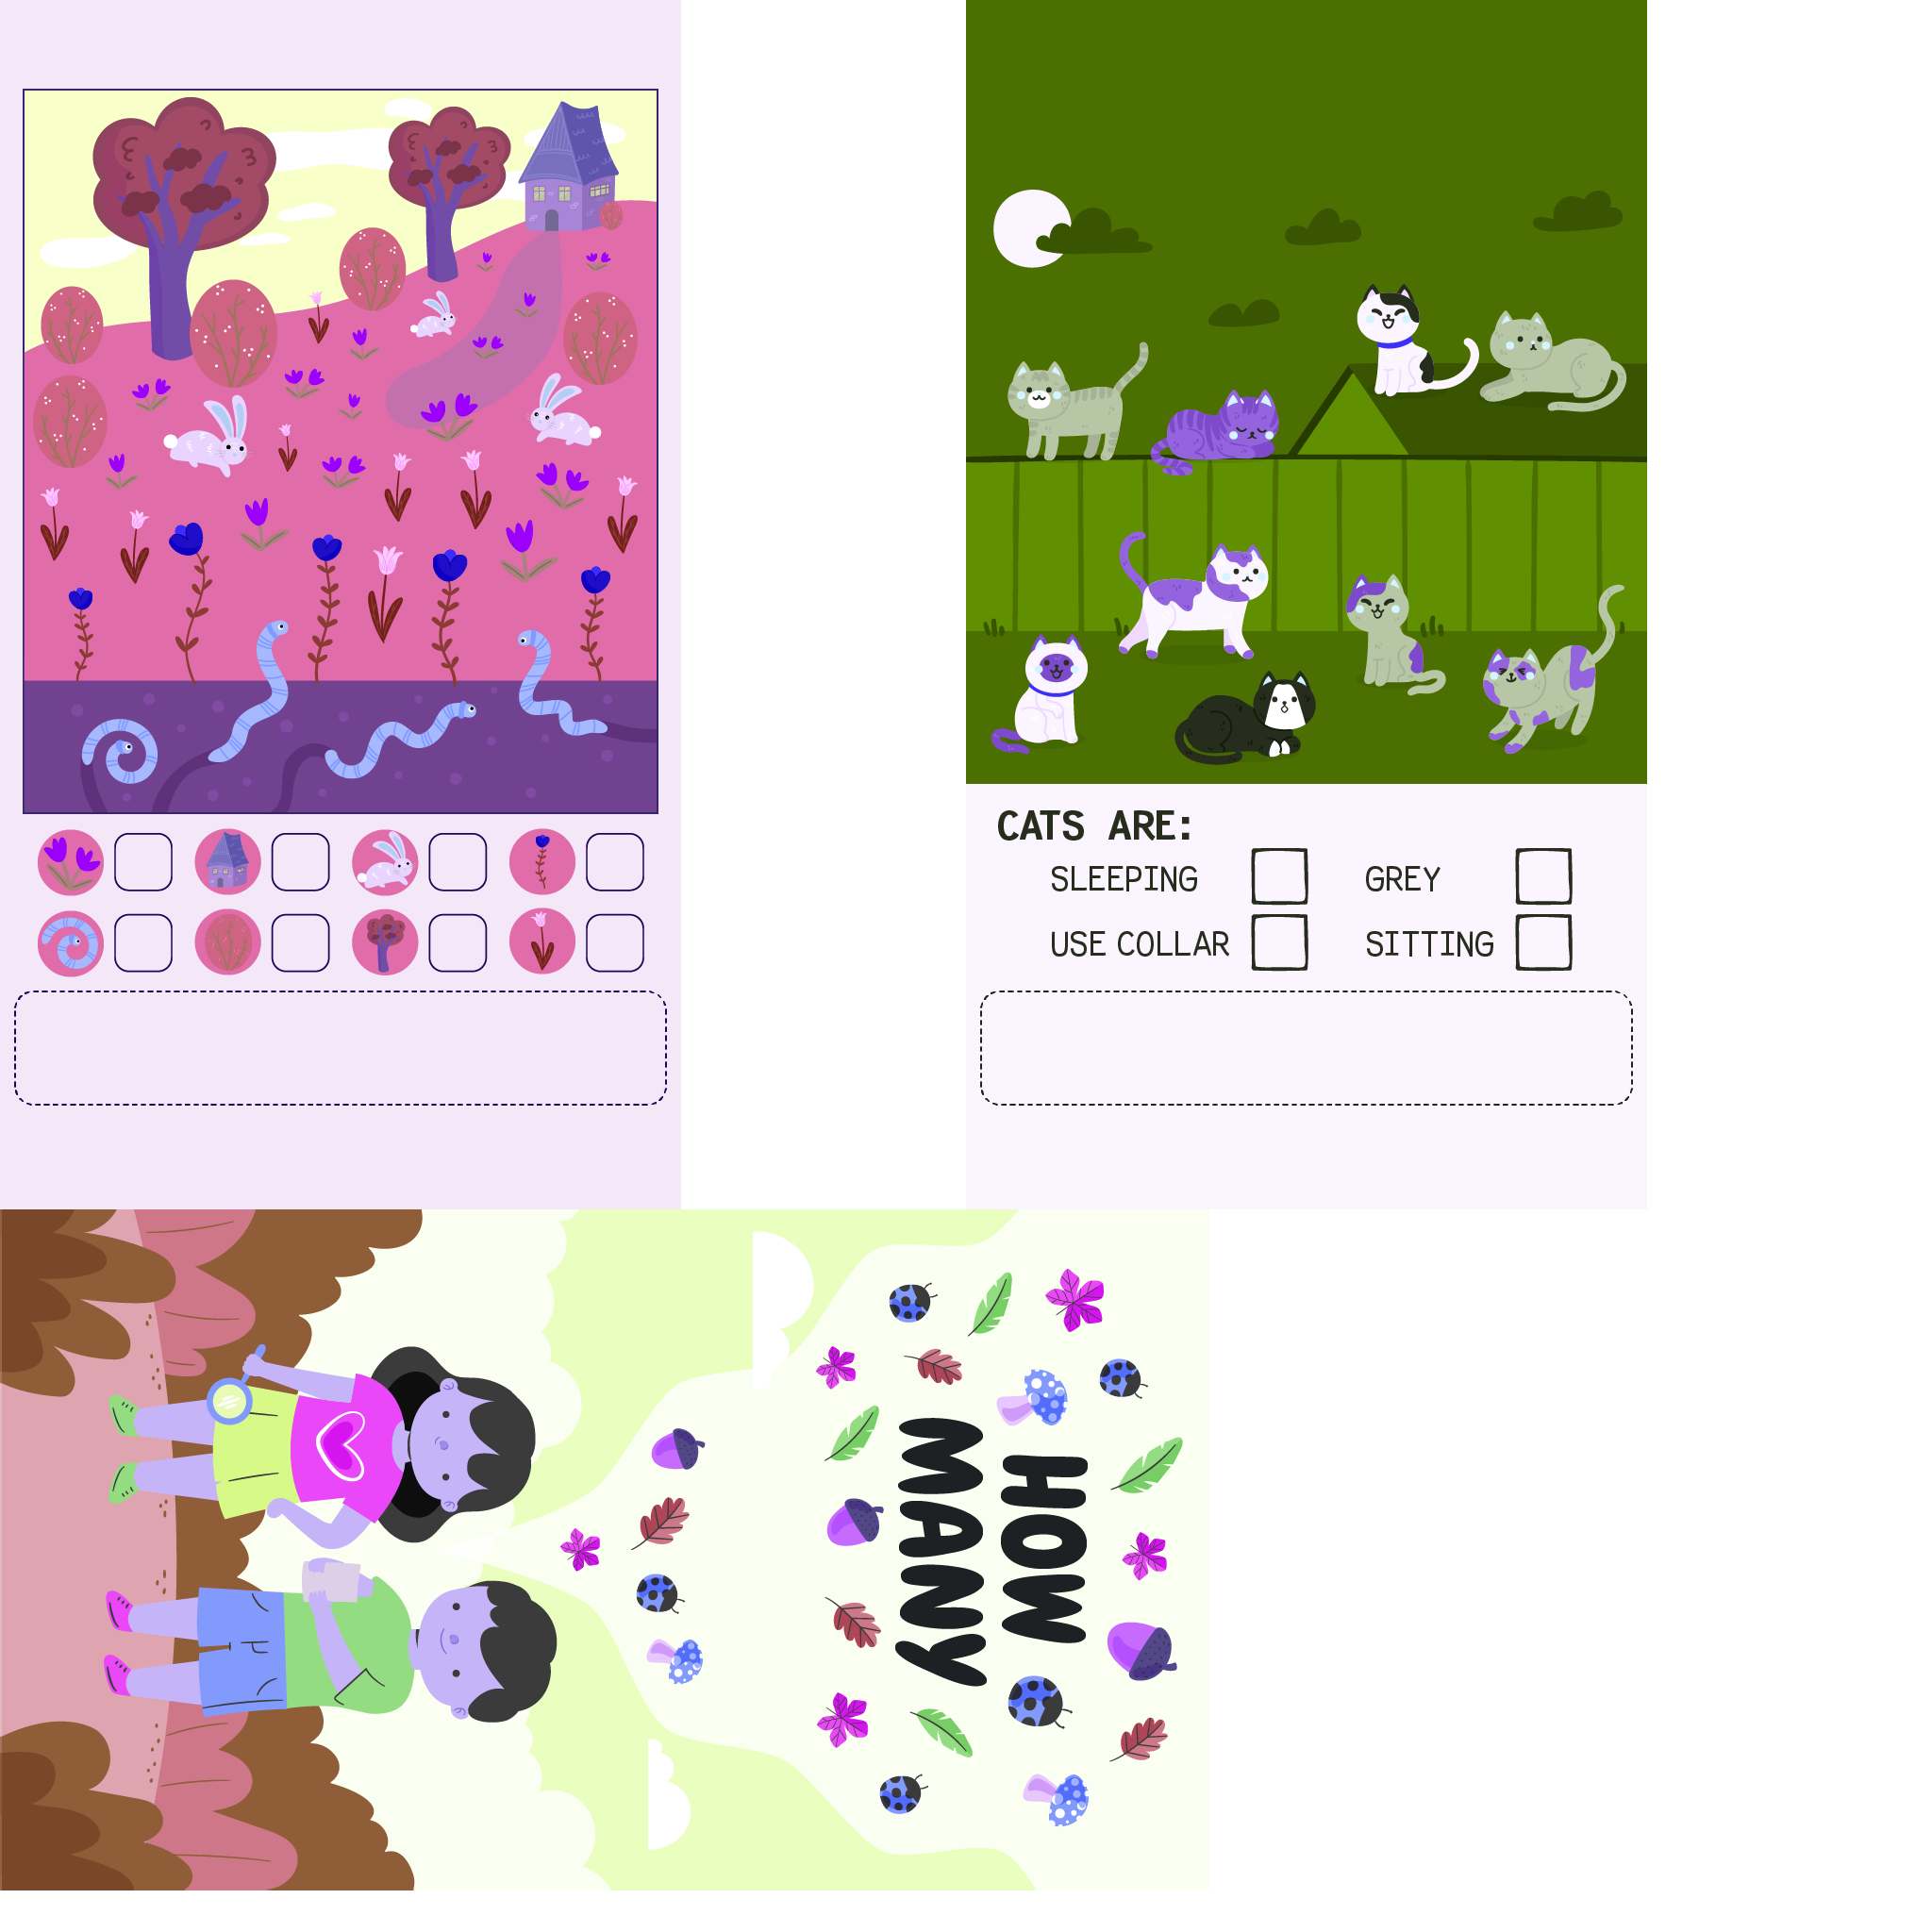 CATS ARE:
SLEEPING
GREY
USE COLLAR
SITTING
HOW
MANY